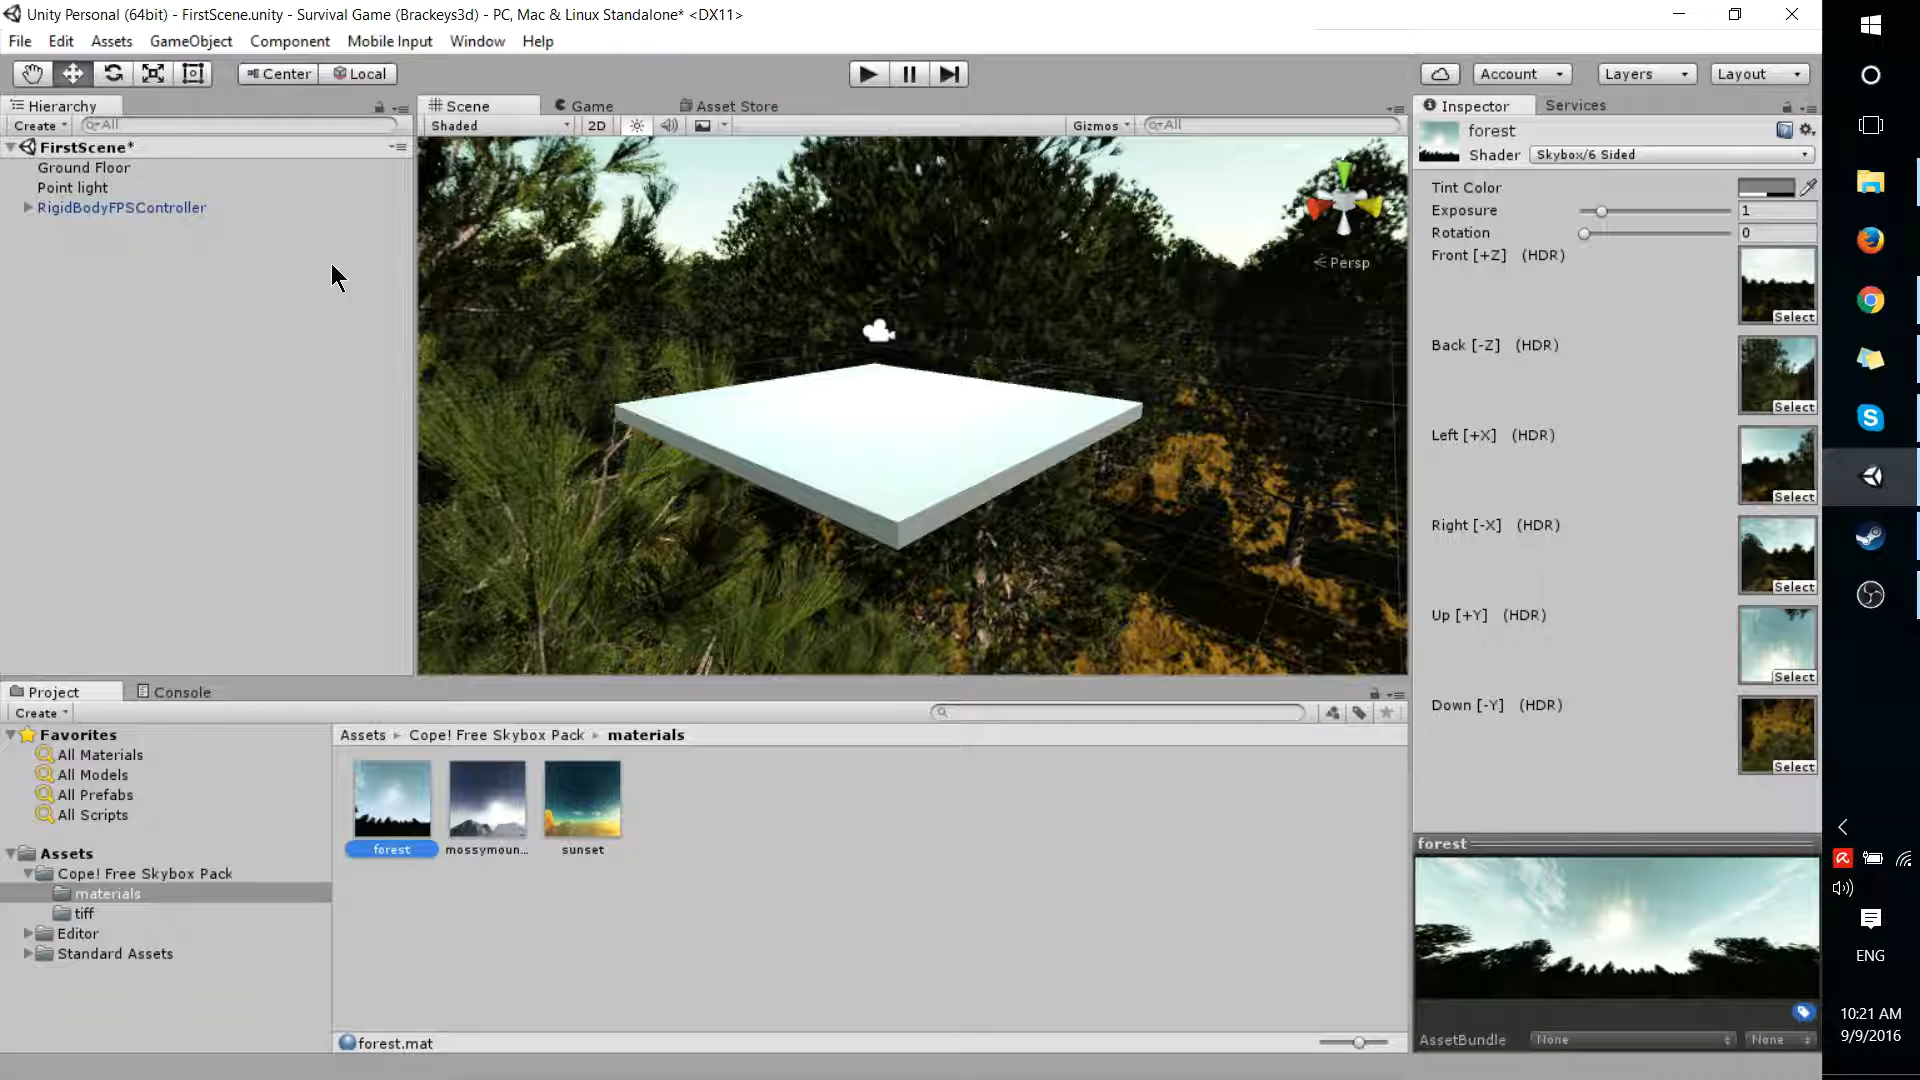 Unity Personal (64bit) - FirstScene.unity - Survival Game (Brackeys3d) - PC, Mac & Linux Standalone* <DX11>
File Edit Assets GameObject Component Mobile Input Window Help
Center Local Account Layers Layout
Hierarchy Scene Game Asset Store Inspector Services
Create All Shaded 2D Gizmos All
FirstScene*
Ground Floor
Point light
RigidBodyFPSController
Persp
forest
Shader Skybox/6 Sided
Tint Color
Exposure 1
Rotation 0
Front [+Z] (HDR)
Select
Back [-Z] (HDR)
Select
Left [+X] (HDR)
Select
Right [-X] (HDR)
Select
Up [+Y] (HDR)
Select
Down [-Y] (HDR)
Select
Project Console
Create
Favorites
All Materials
All Models
All Prefabs
All Scripts
Assets
Cope! Free Skybox Pack
materials
tiff
Editor
Standard Assets
Assets Cope! Free Skybox Pack materials
forest mossymoun... sunset
forest.mat
forest
AssetBundle None None
ENG
10:21 AM
9/9/2016